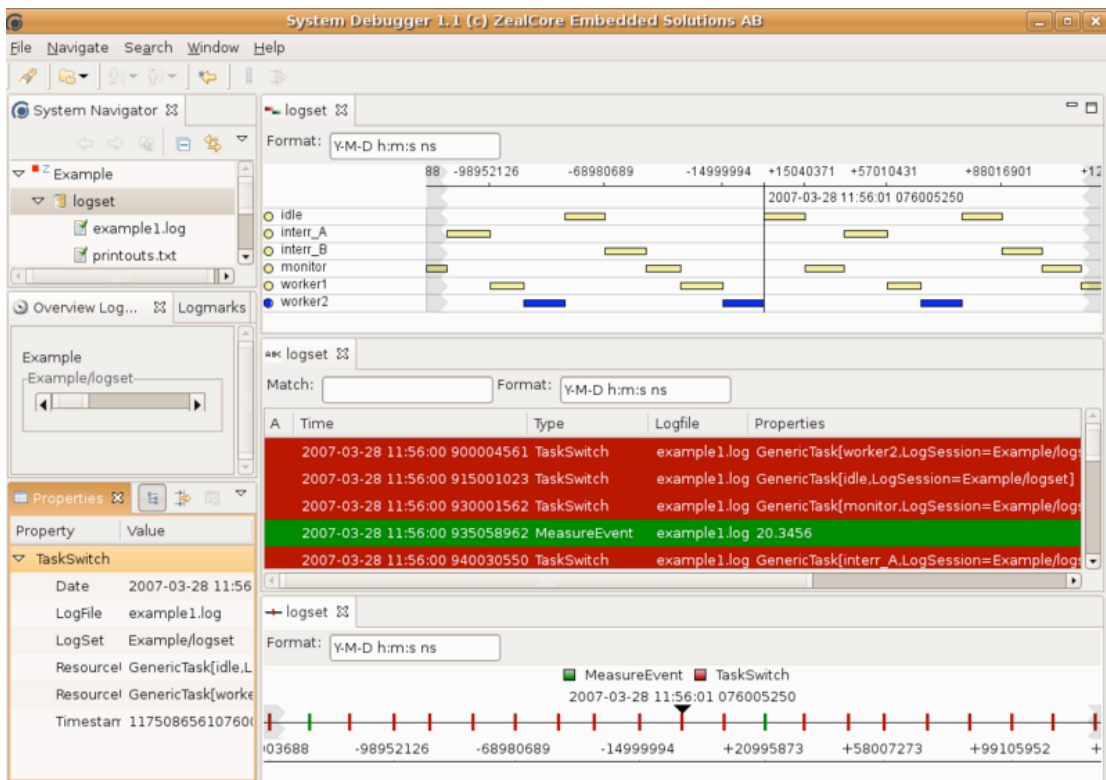 System Debugger 1.1 (c) ZealCore Embedded Solutions AB
File Navigate Search Window Help
System Navigator
Example
logset
example1.log
printouts.txt
Overview Log... Logmarks
Example
Example/logset
Properties
Property Value
TaskSwitch
Date 2007-03-28 11:56
LogFile example1.log
LogSet Example/logset
Resource GenericTask[idle,L
Resource GenericTask[worke
Timestam
logset
Format: Y-M-D h:m:s ns
88 -98952126 -68980689 -14999994 +15040371 +57010431 +88016901 +12
2007-03-28 11:56:01 076005250
idle
interr_A
interr_B
monitor
worker1
worker2
ABC logset
Match: Format: Y-M-D h:m:s ns
A Time Type Logfile Properties
2007-03-28 11:56:00 900004561 TaskSwitch example1.log GenericTask[worker2,LogSession=Example/logs
2007-03-28 11:56:00 915001023 TaskSwitch example1.log GenericTask[idle,LogSession=Example/logset]
2007-03-28 11:56:00 930001562 TaskSwitch example1.log GenericTask[monitor,LogSession=Example/logs
2007-03-28 11:56:00 935058962 MeasureEvent example1.log 20.3456
2007-03-28 11:56:00 940030550 TaskSwitch example1.log GenericTask[interr_A,LogSession=Example/logs
logset
Format: Y-M-D h:m:s ns
MeasureEvent TaskSwitch
2007-03-28 11:56:01 076005250
03688 -98952126 -68980689 -14999994 +20995873 +58007273 +99105952 +